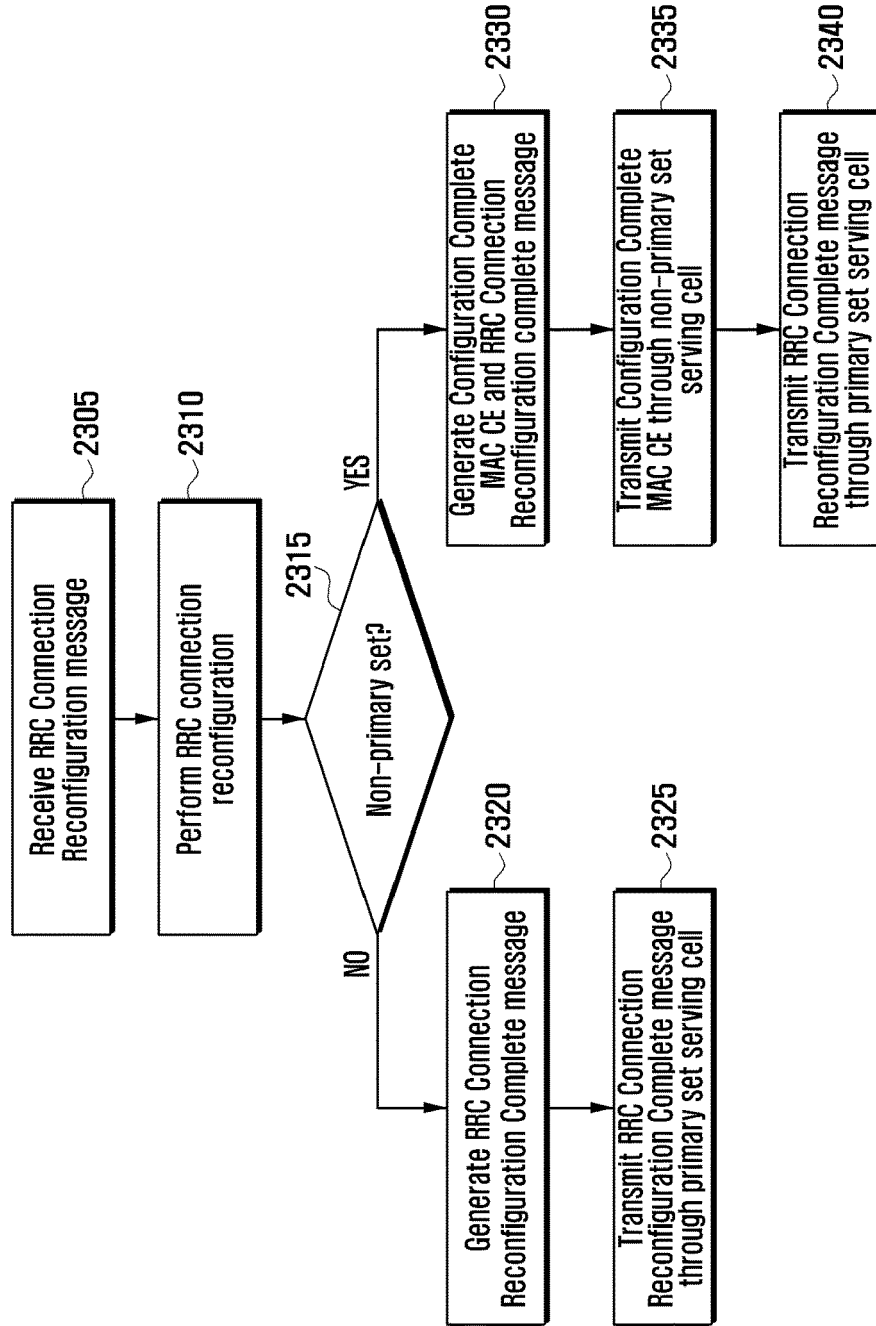 2305
Receive RRC Connection
Reconfiguration message
2310
Perform RRC connection
reconfiguration
2315
Non-primary set?
NO
YES
2320
Generate RRC Connection
Reconfiguration Complete message
2325
Transmit RRC Connection
Reconfiguration Complete message
through primary set serving cell
2330
Generate Configuration Complete
MAC CE and RRC Connection
Reconfiguration complete message
2335
Transmit Configuration Complete
MAC CE through non-primary set
serving cell
2340
Transmit RRC Connection
Reconfiguration Complete message
through primary set serving cell